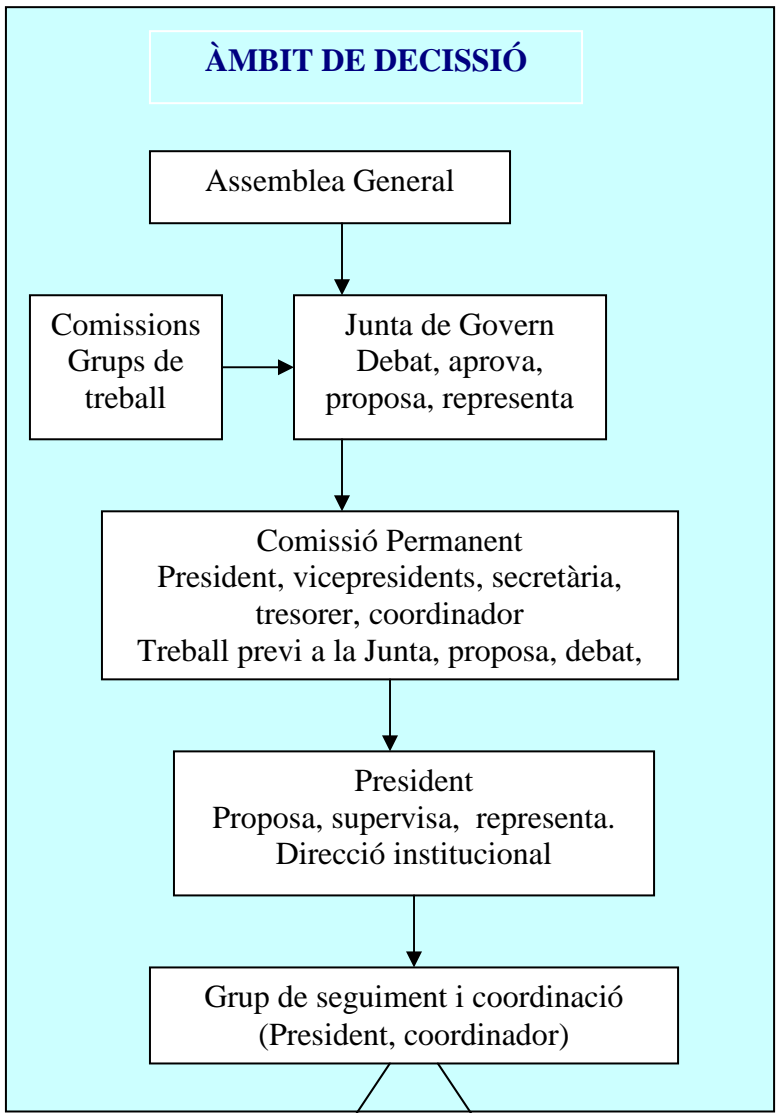 ÀMBIT DE DECISSIÓ
Assemblea General
Comissions
Grups de
treball
Junta de Govern
Debat, aprova,
proposa, representa
Comissió Permanent
President, vicepresidents, secretària,
tresorer, coordinador
Treball previ a la Junta, proposa, debat,
President
Proposa, supervisa, representa.
Direcció institucional
Grup de seguiment i coordinació
(President, coordinador)